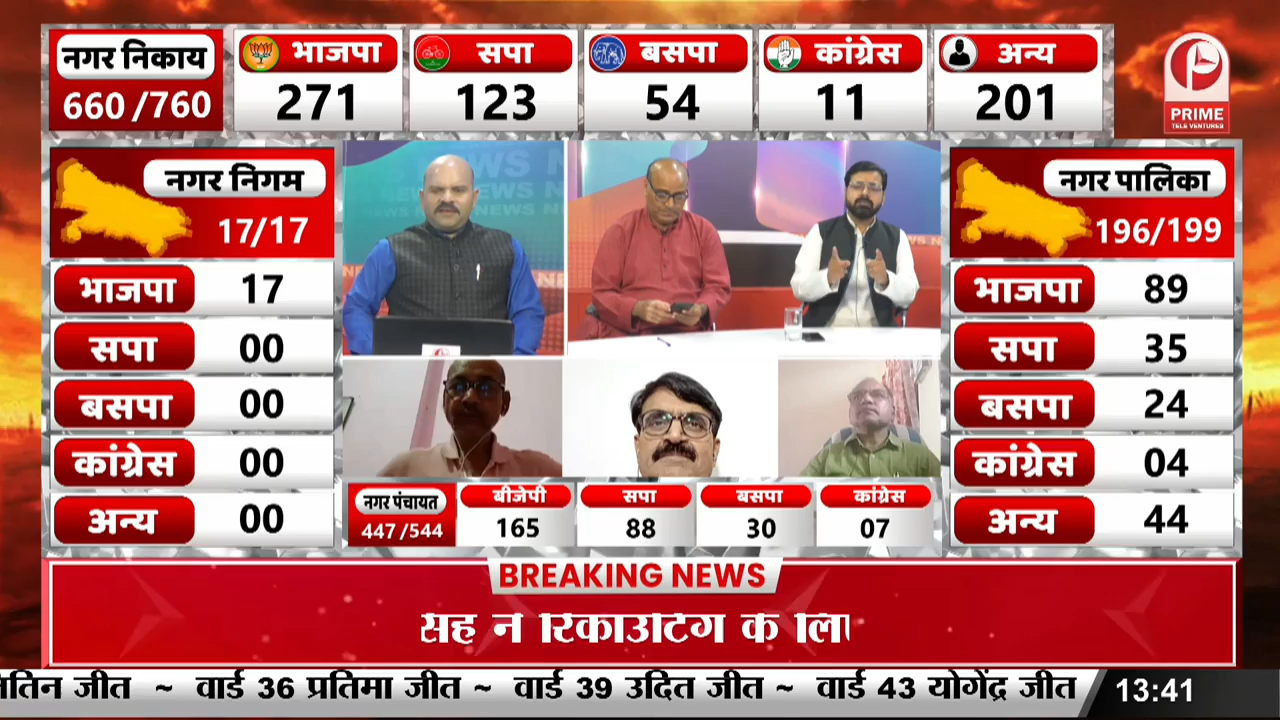 नगर निकाय
660/760
भाजपा
271
सपा
123
बसपा
54
कांग्रेस
11
अन्य
201
PRIME
TELE VENTURES
नगर निगम
17/17
भाजपा 17
सपा 00
बसपा 00
कांग्रेस 00
अन्य 00
NEWS
नगर पालिका
196/199
भाजपा 89
सपा 35
बसपा 24
कांग्रेस 04
अन्य 44
नगर पंचायत
447/544
बीजेपी
165
सपा
88
बसपा
30
कांग्रेस
07
BREAKING NEWS
जीत ~ वार्ड 36 प्रतिमा जीत ~ वार्ड 39 उदित जीत ~ वार्ड 43 योगेंद्र जीत
13:41